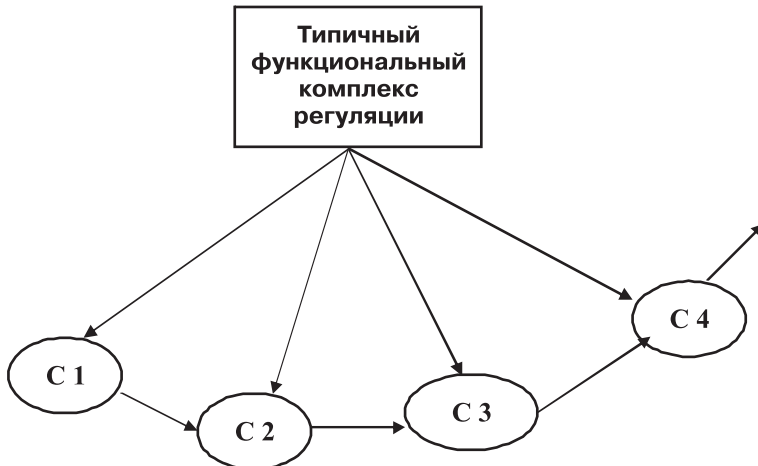 Типичный
функциональный
комплекс
регуляции
С 4
С 1
С 3
С 2